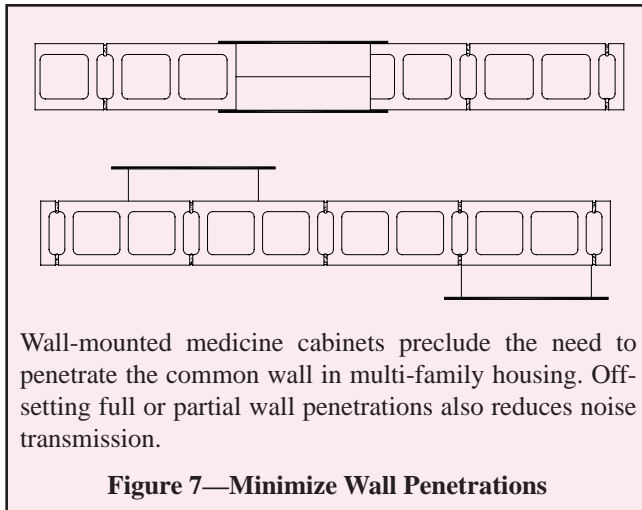 Wall-mounted medicine cabinets preclude the need to
penetrate the common wall in multi-family housing. Off-
setting full or partial wall penetrations also reduces noise
transmission.
Figure 7—Minimize Wall Penetrations